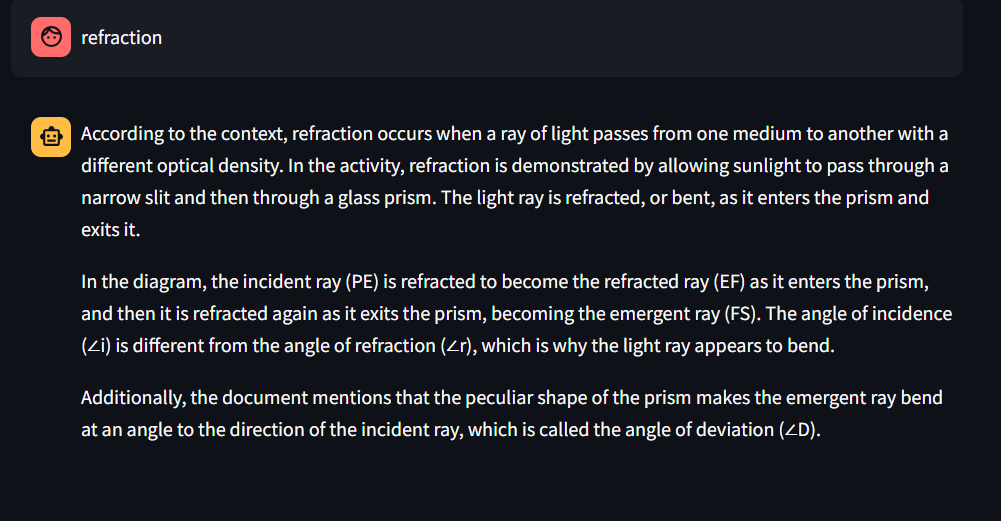 refraction
According to the context, refraction occurs when a ray of light passes from one medium to another with a
different optical density. In the activity, refraction is demonstrated by allowing sunlight to pass through a
narrow slit and then through a glass prism. The light ray is refracted, or bent, as it enters the prism and
exits it.
In the diagram, the incident ray (PE) is refracted to become the refracted ray (EF) as it enters the prism,
and then it is refracted again as it exits the prism, becoming the emergent ray (FS). The angle of incidence
(∠i) is different from the angle of refraction (∠r), which is why the light ray appears to bend.
Additionally, the document mentions that the peculiar shape of the prism makes the emergent ray bend
at an angle to the direction of the incident ray, which is called the angle of deviation (∠D).